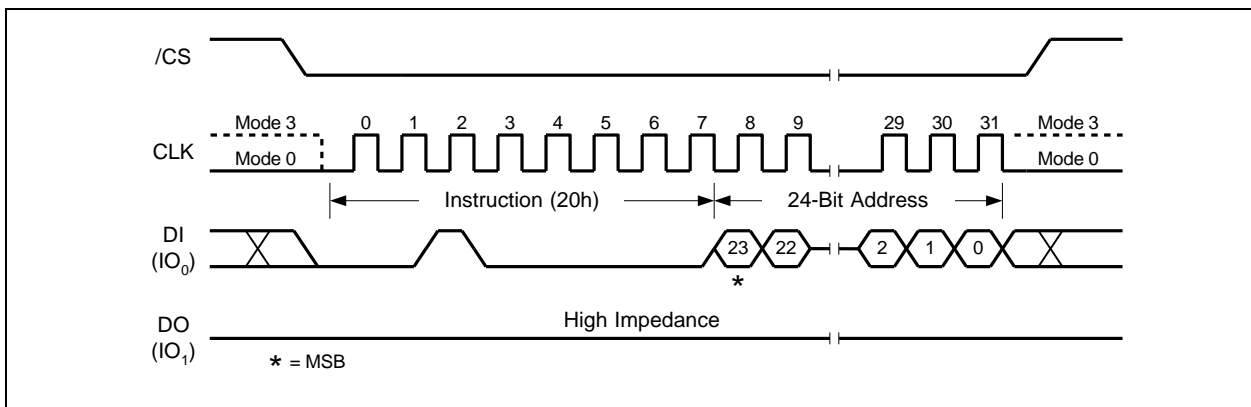 /CS
Mode 3 0 1 2 3 4 5 6 7 8 9 29 30 31 Mode 3
CLK Mode 0 Mode 0
Instruction (20h) 24-Bit Address
DI
(IO0) 23 22 2 1 0
*
DO High Impedance
(IO1)
* = MSB